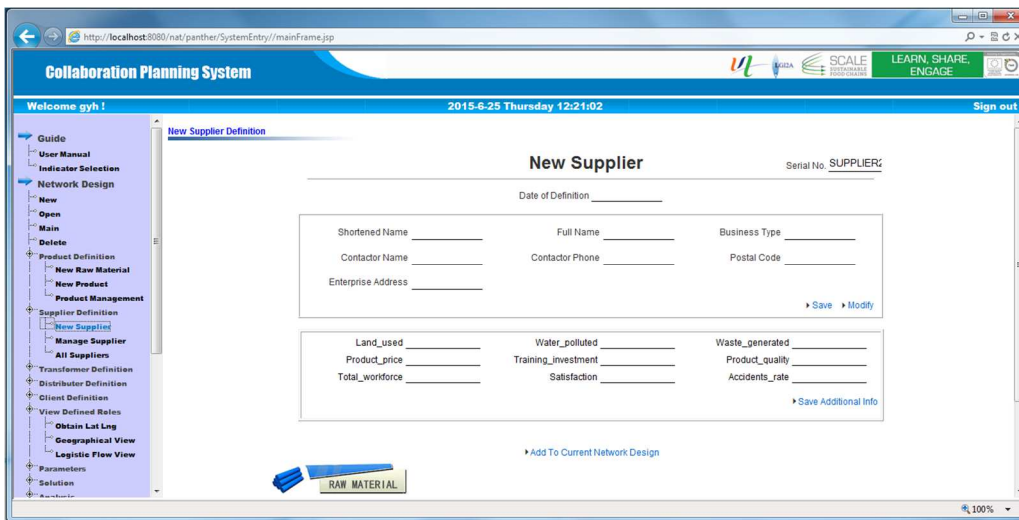 http://localhost:8080/nat/panther/SystemEntry//mainFrame.jsp
Collaboration Planning System
LGI2A
SCALE
SUSTAINABLE
FOOD CHAINS
LEARN, SHARE,
ENGAGE
Welcome gyh !
2015-6-25 Thursday 12:21:02
Sign out
Guide
User Manual
Indicator Selection
Network Design
New
Open
Main
Delete
Product Definition
New Raw Material
New Product
Product Management
Supplier Definition
New Supplier
Manage Supplier
All Suppliers
Transformer Definition
Distributer Definition
Client Definition
View Defined Roles
Obtain Lat Lng
Geographical View
Logistic Flow View
Parameters
Solution
Analysis
New Supplier Definition
New Supplier
Serial No. SUPPLIER2
Date of Definition
Shortened Name Full Name Business Type
Contactor Name Contactor Phone Postal Code
Enterprise Address
Save Modify
Land_used Water_polluted Waste_generated
Product_price Training_investment Product_quality
Total_workforce Satisfaction Accidents_rate
Save Additional Info
Add To Current Network Design
RAW MATERIAL
100%